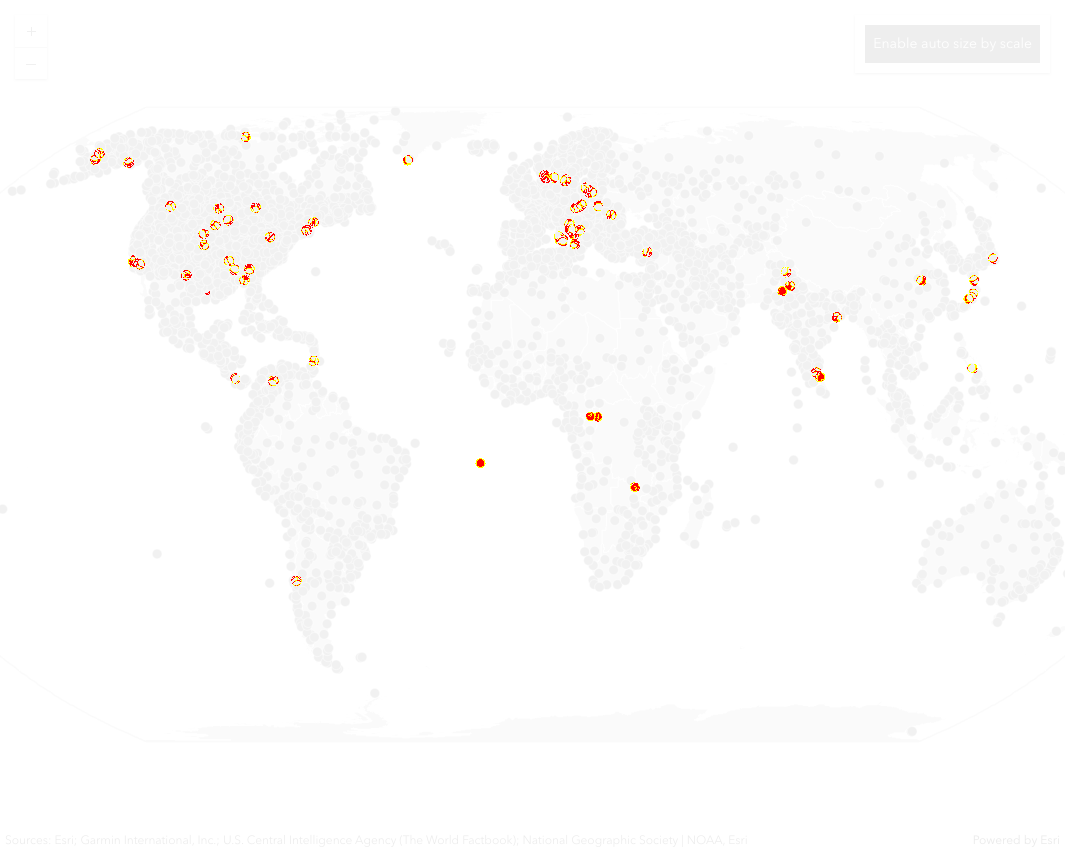 +
Enable auto size by scale
−
Sources: Esri; Garmin International, Inc.; U.S. Central Intelligence Agency (The World Factbook); National Geographic Society | NOAA, Esri
Powered by Esri